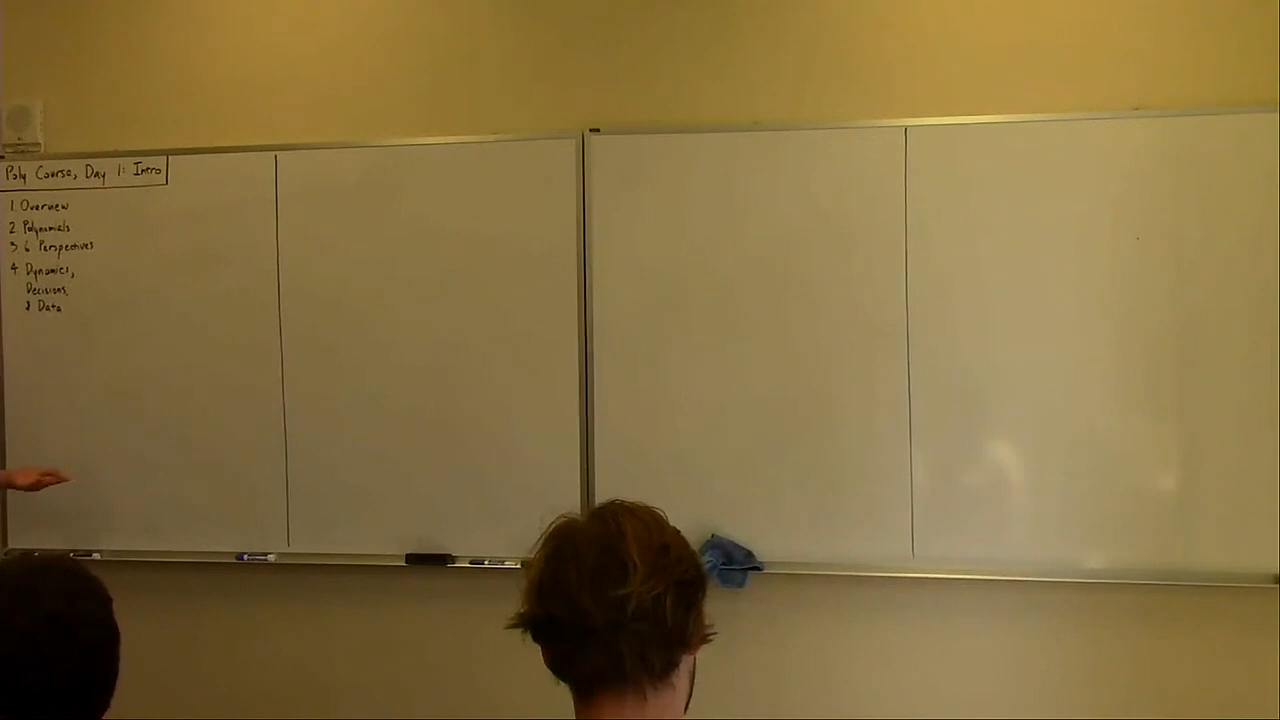 Poly Course, Day 1: Intro
1. Overview
2. Polynomials
3. 6 Perspectives
4. Dynamics,
Decisions,
& Data